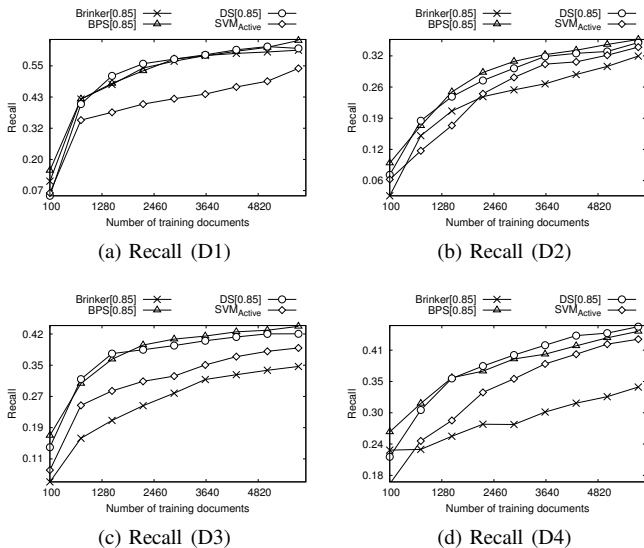 Brinker[0.85] DS[0.85]
BPS[0.85] SVMActive
Recall
0.55
0.43
0.32
0.20
0.07
100 1280 2460 3640 4820
Number of training documents
(a) Recall (D1)
Brinker[0.85] DS[0.85]
BPS[0.85] SVMActive
Recall
0.32
0.26
0.19
0.12
0.06
100 1280 2460 3640 4820
Number of training documents
(b) Recall (D2)
Brinker[0.85] DS[0.85]
BPS[0.85] SVMActive
Recall
0.42
0.35
0.27
0.19
0.11
100 1280 2460 3640 4820
Number of training documents
(c) Recall (D3)
Brinker[0.85] DS[0.85]
BPS[0.85] SVMActive
Recall
0.41
0.35
0.30
0.24
0.18
100 1280 2460 3640 4820
Number of training documents
(d) Recall (D4)